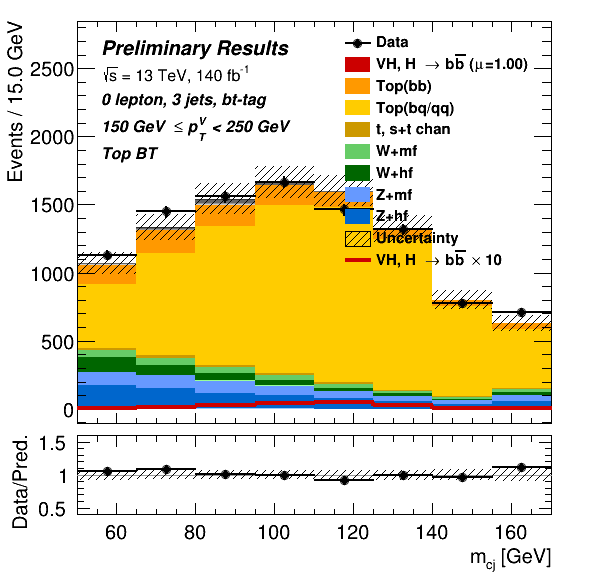 Events / 15.0 GeV
2500
2000
1500
1000
500
0
Preliminary Results
√s = 13 TeV, 140 fb⁻¹
0 lepton, 3 jets, bt-tag
150 GeV ≤ p_T^V < 250 GeV
Top BT
Data
VH, H → bb̅ (μ=1.00)
Top(bb)
Top(bq/qq)
t, s+t chan
W+mf
W+hf
Z+mf
Z+hf
Uncertainty
VH, H → bb̅ × 10
Data/Pred.
1.5
1
0.5
60 80 100 120 140 160
m_cj [GeV]